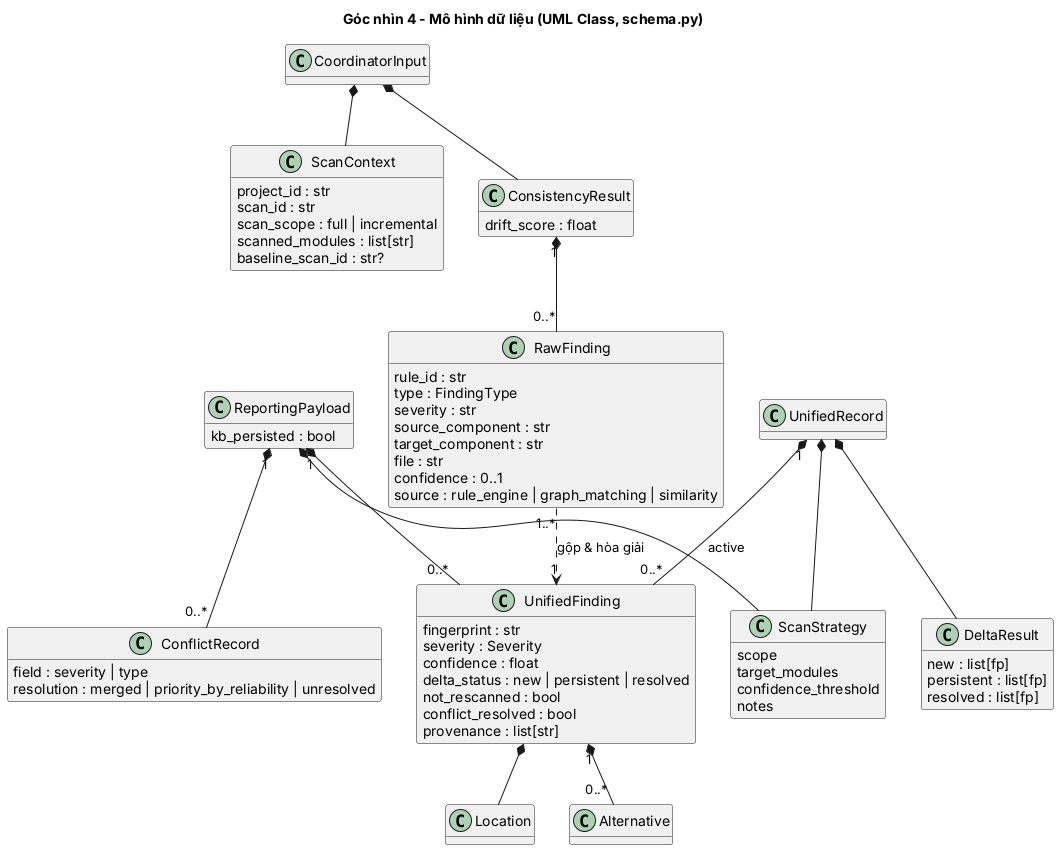 Góc nhìn 4 - Mô hình dữ liệu (UML Class, schema.py)
C CoordinatorInput
C ScanContext
project_id : str
scan_id : str
scan_scope : full | incremental
scanned_modules : list[str]
baseline_scan_id : str?
C ConsistencyResult
drift_score : float
1
0..*
C RawFinding
rule_id : str
type : FindingType
severity : str
source_component : str
target_component : str
file : str
confidence : 0..1
source : rule_engine | graph_matching | similarity
C ReportingPayload
kb_persisted : bool
C UnifiedRecord
1
1
1
1..*
gộp & hòa giải
active
0..*
1
0..*
0..*
C ConflictRecord
field : severity | type
resolution : merged | priority_by_reliability | unresolved
C UnifiedFinding
fingerprint : str
severity : Severity
confidence : float
delta_status : new | persistent | resolved
not_rescanned : bool
conflict_resolved : bool
provenance : list[str]
C ScanStrategy
scope
target_modules
confidence_threshold
notes
C DeltaResult
new : list[fp]
persistent : list[fp]
resolved : list[fp]
1
0..*
C Location
C Alternative